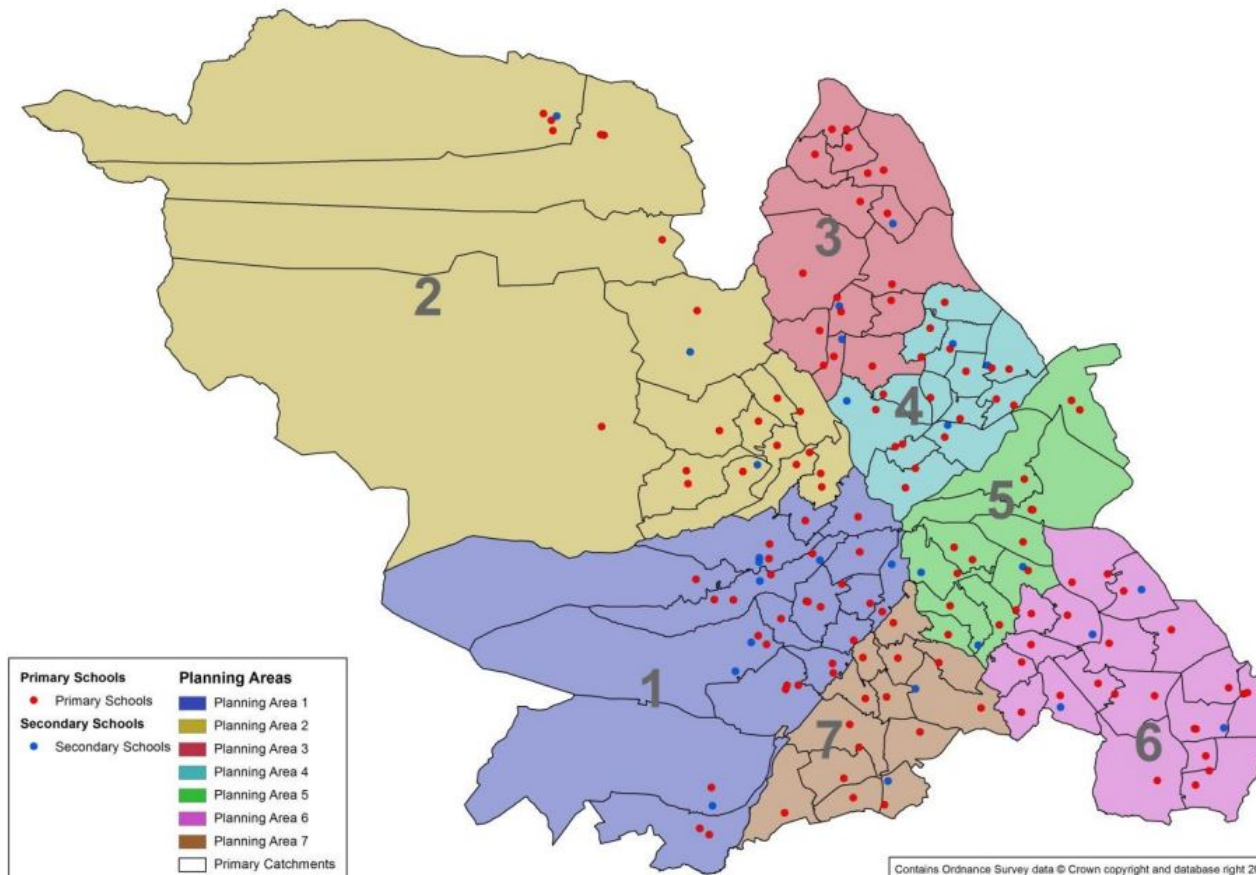 2
3
4
5
1
7
6
Primary Schools
Primary Schools
Secondary Schools
Secondary Schools
Planning Areas
Planning Area 1
Planning Area 2
Planning Area 3
Planning Area 4
Planning Area 5
Planning Area 6
Planning Area 7
Primary Catchments
Contains Ordnance Survey data © Crown copyright and database right